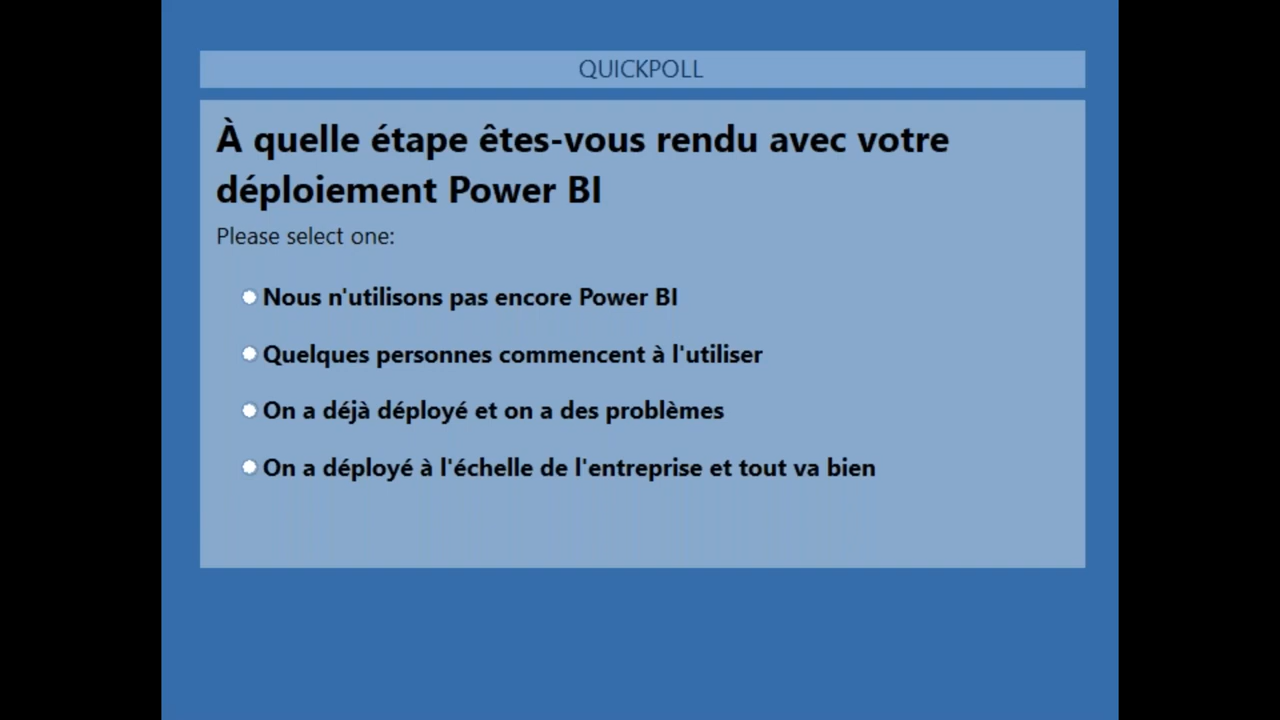 QUICKPOLL
À quelle étape êtes-vous rendu avec votre
déploiement Power BI
Please select one:
Nous n'utilisons pas encore Power BI
Quelques personnes commencent à l'utiliser
On a déjà déployé et on a des problèmes
On a déployé à l'échelle de l'entreprise et tout va bien